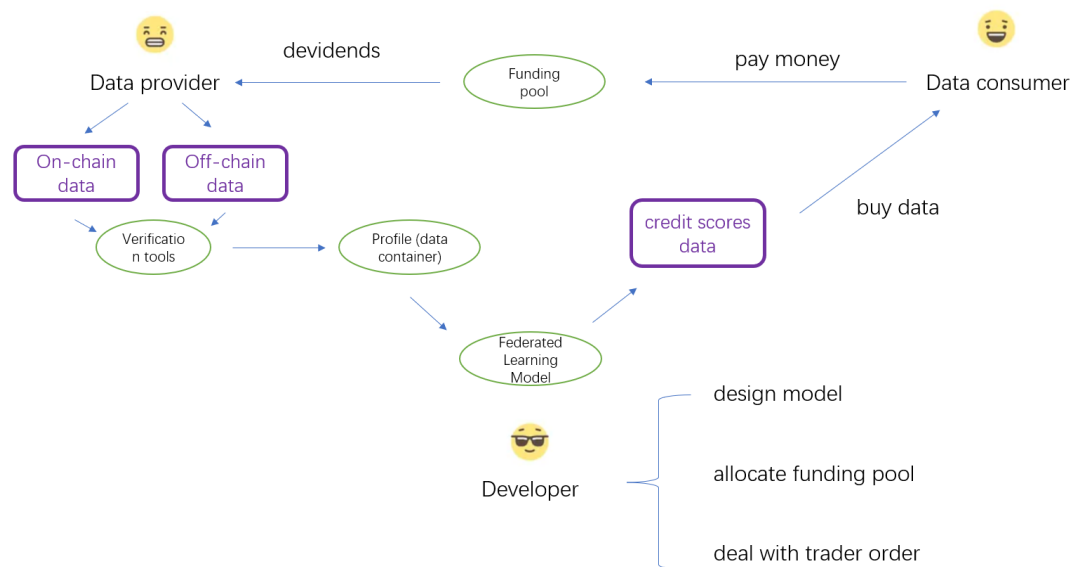 devidends
Funding
pool
pay money
Data provider
Data consumer
On-chain
data
Off-chain
data
credit scores
data
buy data
Verificatio
n tools
Profile (data
container)
Federated
Learning
Model
design model
Developer
allocate funding pool
deal with trader order